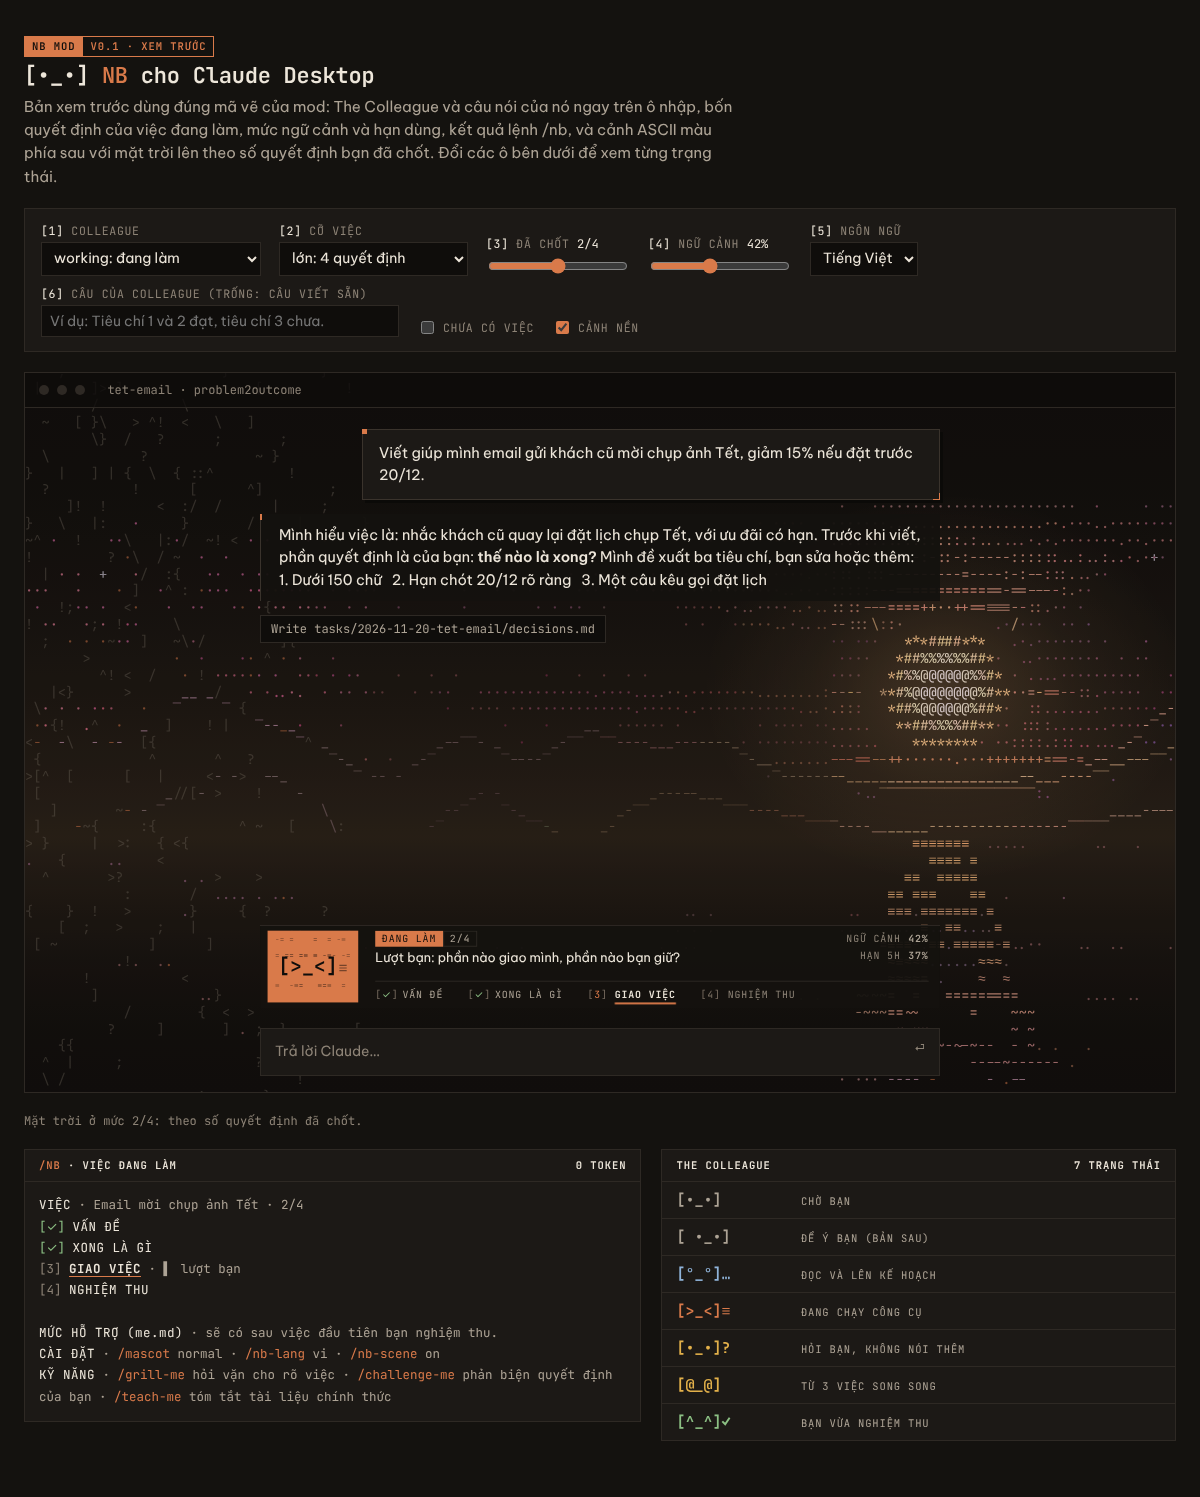 NB MOD V0.1 · XEM TRƯỚC
[•_•] NB cho Claude Desktop
Bản xem trước dùng đúng mã vẽ của mod: The Colleague và câu nói của nó ngay trên ô nhập, bốn
quyết định của việc đang làm, mức ngữ cảnh và hạn dùng, kết quả lệnh /nb, và cảnh ASCII màu
phía sau với mặt trời lên theo số quyết định bạn đã chốt. Đổi các ô bên dưới để xem từng trạng
thái.
[1] COLLEAGUE [2] CỠ VIỆC [3] ĐÃ CHỐT 2/4 [4] NGỮ CẢNH 42% [5] NGÔN NGỮ
working: đang làm lớn: 4 quyết định Tiếng Việt
[6] CÂU CỦA COLLEAGUE (TRỐNG: CÂU VIẾT SẴN)
Ví dụ: Tiêu chí 1 và 2 đạt, tiêu chí 3 chưa. CHƯA CÓ VIỆC CẢNH NỀN
tet-email · problem2outcome
Viết giúp mình email gửi khách cũ mời chụp ảnh Tết, giảm 15% nếu đặt trước
20/12.
Mình hiểu việc là: nhắc khách cũ quay lại đặt lịch chụp Tết, với ưu đãi có hạn. Trước khi viết,
phần quyết định là của bạn: thế nào là xong? Mình đề xuất ba tiêu chí, bạn sửa hoặc thêm:
1. Dưới 150 chữ 2. Hạn chót 20/12 rõ ràng 3. Một câu kêu gọi đặt lịch
Write tasks/2026-11-20-tet-email/decisions.md
ĐANG LÀM 2/4 NGỮ CẢNH 42%
[>_<]≡ Lượt bạn: phần nào giao mình, phần nào bạn giữ? HẠN 5H 37%
[✓] VẤN ĐỀ [✓] XONG LÀ GÌ [3] GIAO VIỆC [4] NGHIỆM THU
Trả lời Claude… ⏎
Mặt trời ở mức 2/4: theo số quyết định đã chốt.
/NB · VIỆC ĐANG LÀM 0 TOKEN
VIỆC · Email mời chụp ảnh Tết · 2/4
[✓] VẤN ĐỀ
[✓] XONG LÀ GÌ
[3] GIAO VIỆC · ▌ lượt bạn
[4] NGHIỆM THU
MỨC HỖ TRỢ (me.md) · sẽ có sau việc đầu tiên bạn nghiệm thu.
CÀI ĐẶT · /mascot normal · /nb-lang vi · /nb-scene on
KỸ NĂNG · /grill-me hỏi vặn cho rõ việc · /challenge-me phản biện quyết định
của bạn · /teach-me tóm tắt tài liệu chính thức
THE COLLEAGUE 7 TRẠNG THÁI
[•_•] CHỜ BẠN
[ •_•] ĐỂ Ý BẠN (BẢN SAU)
[°_°]… ĐỌC VÀ LÊN KẾ HOẠCH
[>_<]≡ ĐANG CHẠY CÔNG CỤ
[•_•]? HỎI BẠN, KHÔNG NÓI THÊM
[@_@] TỪ 3 VIỆC SONG SONG
[^_^]✓ BẠN VỪA NGHIỆM THU